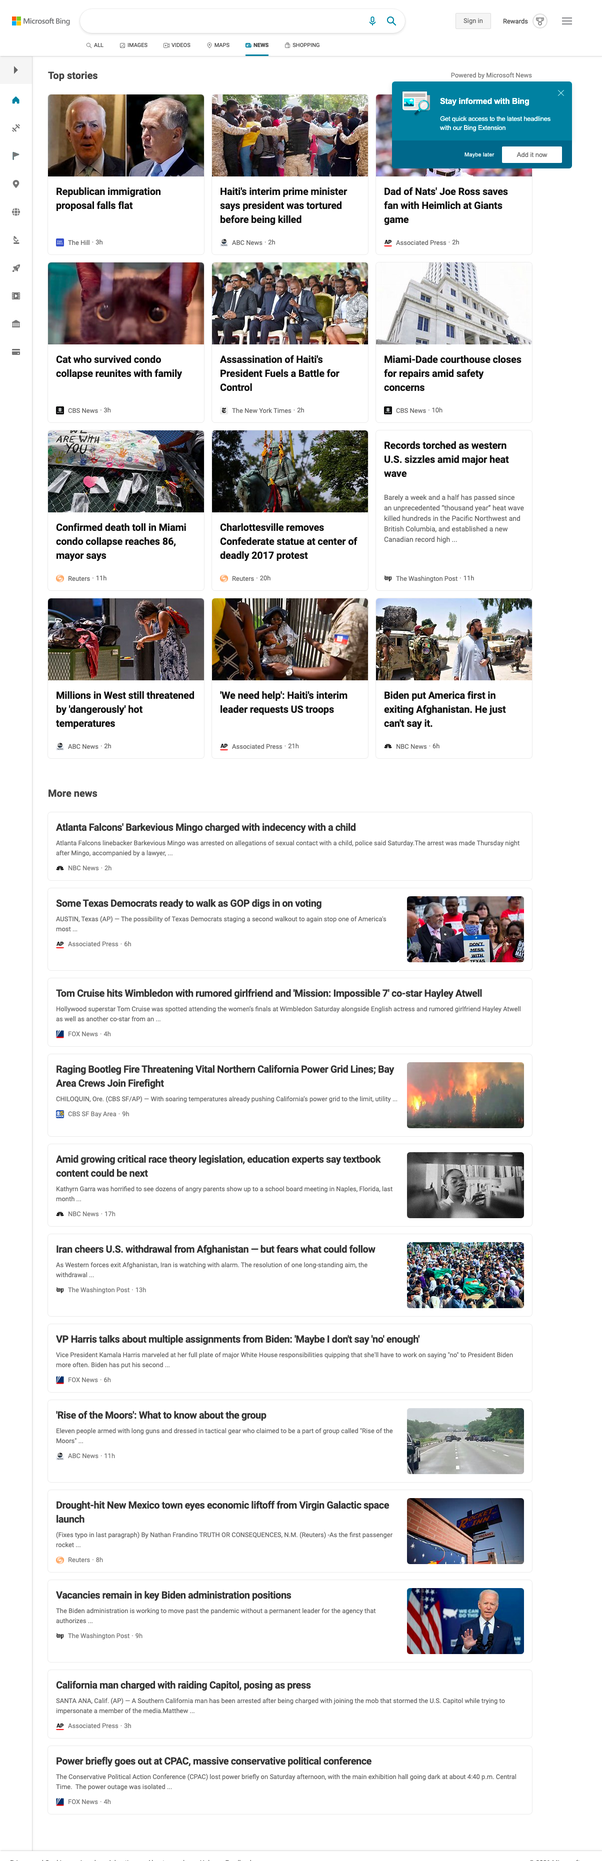 Microsoft Bing
Sign in
Rewards
ALL
IMAGES
VIDEOS
MAPS
NEWS
SHOPPING
Top stories
Powered by Microsoft News
Stay informed with Bing
Get quick access to the latest headlines
with our Bing Extension
Maybe later
Add it now
Republican immigration
proposal falls flat
The Hill · 3h
Haiti's interim prime minister
says president was tortured
before being killed
ABC News · 2h
Dad of Nats' Joe Ross saves
fan with Heimlich at Giants
game
AP Associated Press · 2h
Cat who survived condo
collapse reunites with family
CBS News · 3h
Assassination of Haiti's
President Fuels a Battle for
Control
The New York Times · 2h
Miami-Dade courthouse closes
for repairs amid safety
concerns
CBS News · 10h
WE
ARE WITH
YOU
Confirmed death toll in Miami
condo collapse reaches 86,
mayor says
Reuters · 11h
Charlottesville removes
Confederate statue at center of
deadly 2017 protest
Reuters · 20h
Records torched as western
U.S. sizzles amid major heat
wave
Barely a week and a half has passed since
an unprecedented "thousand year" heat wave
killed hundreds in the Pacific Northwest and
British Columbia, and established a new
Canadian record high ...
wp The Washington Post · 11h
Millions in West still threatened
by 'dangerously' hot
temperatures
ABC News · 2h
'We need help': Haiti's interim
leader requests US troops
AP Associated Press · 21h
Biden put America first in
exiting Afghanistan. He just
can't say it.
NBC News · 6h
More news
Atlanta Falcons' Barkevious Mingo charged with indecency with a child
Atlanta Falcons linebacker Barkevious Mingo was arrested on allegations of sexual contact with a child, police said Saturday.The arrest was made Thursday night
after Mingo, accompanied by a lawyer, ...
NBC News · 2h
Some Texas Democrats ready to walk as GOP digs in on voting
AUSTIN, Texas (AP) — The possibility of Texas Democrats staging a second walkout to again stop one of America's
most ...
AP Associated Press · 6h
DON'T
MESS
WITH
TEXAS
Tom Cruise hits Wimbledon with rumored girlfriend and 'Mission: Impossible 7' co-star Hayley Atwell
Hollywood superstar Tom Cruise was spotted attending the women's finals at Wimbledon Saturday alongside English actress and rumored girlfriend Hayley Atwell
as well as another co-star from an ...
FOX News · 4h
Raging Bootleg Fire Threatening Vital Northern California Power Grid Lines; Bay
Area Crews Join Firefight
CHILOQUIN, Ore. (CBS SF/AP) — With soaring temperatures already pushing California's power grid to the limit, utility ...
CBS SF Bay Area · 9h
Amid growing critical race theory legislation, education experts say textbook
content could be next
Kathyrn Garra was horrified to see dozens of angry parents show up to a school board meeting in Naples, Florida, last
month ...
NBC News · 17h
Iran cheers U.S. withdrawal from Afghanistan — but fears what could follow
As Western forces exit Afghanistan, Iran is watching with alarm. The resolution of one long-standing aim, the
withdrawal ...
wp The Washington Post · 13h
VP Harris talks about multiple assignments from Biden: 'Maybe I don't say 'no' enough'
Vice President Kamala Harris marveled at her full plate of major White House responsibilities quipping that she'll have to work on saying "no" to President Biden
more often. Biden has put his second ...
FOX News · 6h
'Rise of the Moors': What to know about the group
Eleven people armed with long guns and dressed in tactical gear who claimed to be a part of group called "Rise of the
Moors" ...
ABC News · 11h
Drought-hit New Mexico town eyes economic liftoff from Virgin Galactic space
launch
(Fixes typo in last paragraph) By Nathan Frandino TRUTH OR CONSEQUENCES, N.M. (Reuters) -As the first passenger
rocket ...
Reuters · 8h
ROCKET
INN
Vacancies remain in key Biden administration positions
The Biden administration is working to move past the pandemic without a permanent leader for the agency that
authorizes ...
wp The Washington Post · 9h
California man charged with raiding Capitol, posing as press
SANTA ANA, Calif. (AP) — A Southern California man has been arrested after being charged with joining the mob that stormed the U.S. Capitol while trying to
impersonate a member of the media.Matthew ...
AP Associated Press · 3h
Power briefly goes out at CPAC, massive conservative political conference
The Conservative Political Action Conference (CPAC) lost power briefly on Saturday afternoon, with the main exhibition hall going dark at about 4:40 p.m. Central
Time. The power outage was isolated ...
FOX News · 4h